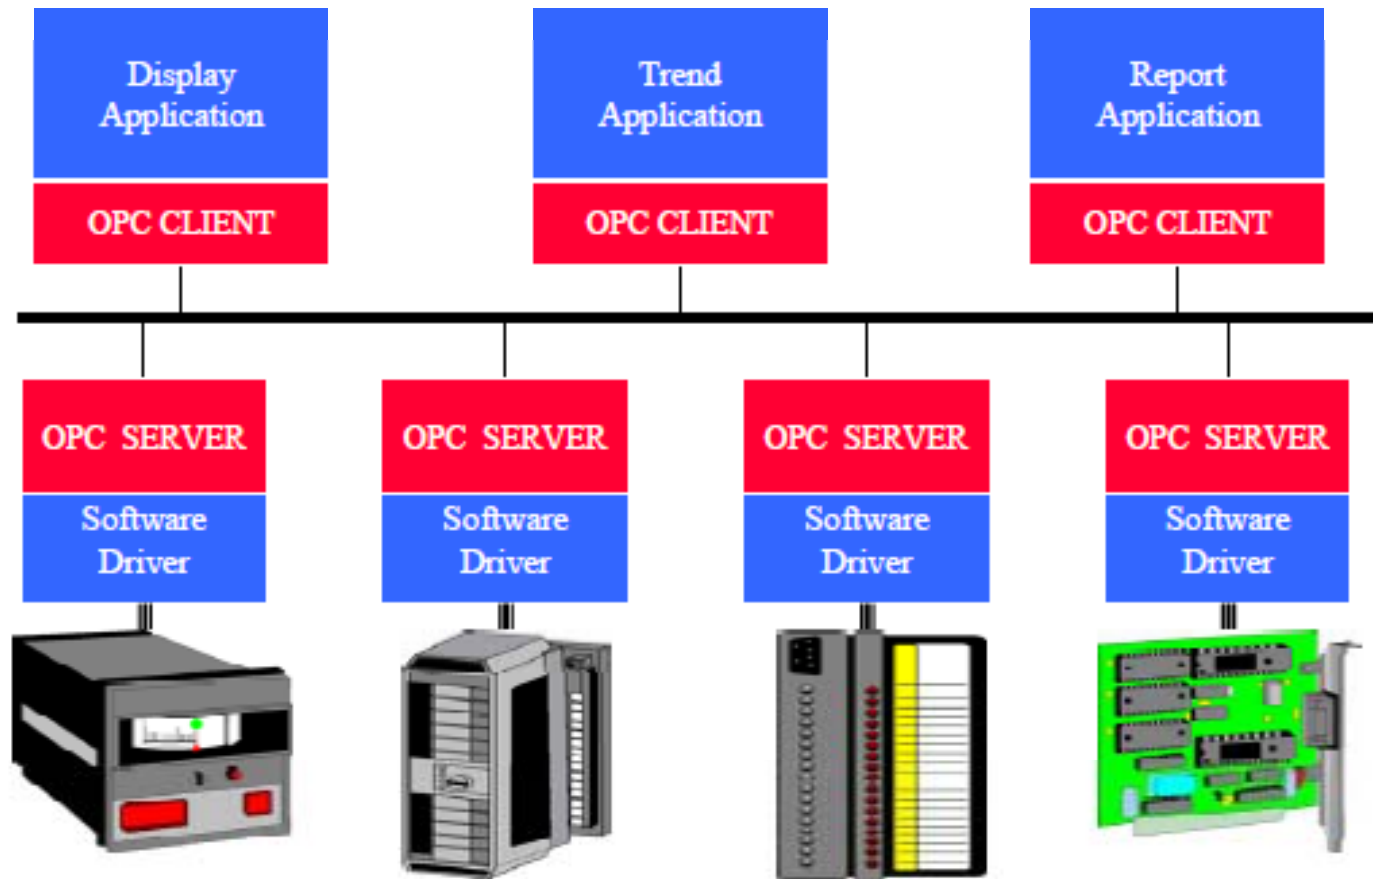 Display
Application
Trend
Application
Report
Application
OPC CLIENT
OPC CLIENT
OPC CLIENT
OPC SERVER
OPC SERVER
OPC SERVER
OPC SERVER
Software
Driver
Software
Driver
Software
Driver
Software
Driver